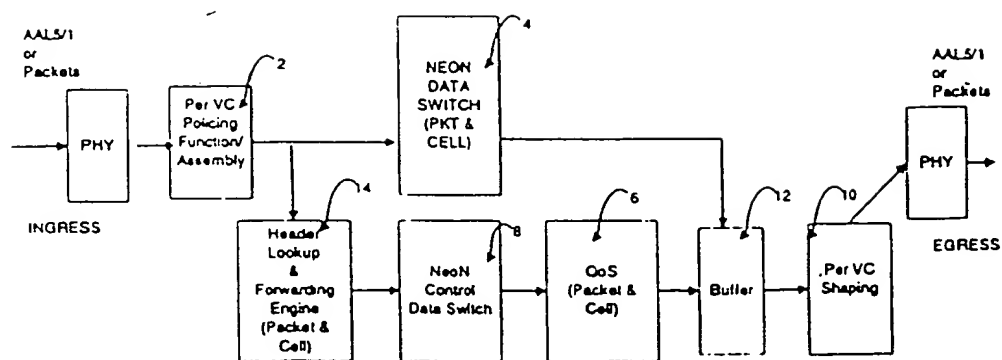 AAL5/1
or
Packets
PHY
INGRESS
2
Per VC
Policing
Function/
Assembly
4
NEON
DATA
SWITCH
(PKT &
CELL)
14
Header
Lookup
&
Forwarding
Engine
(Packet &
Cell)
8
NeoN
Control
Data Switch
6
QoS
(Packet &
Cell)
12
Buffer
10
Per VC
Shaping
AAL5/1
or
Packets
PHY
EGRESS